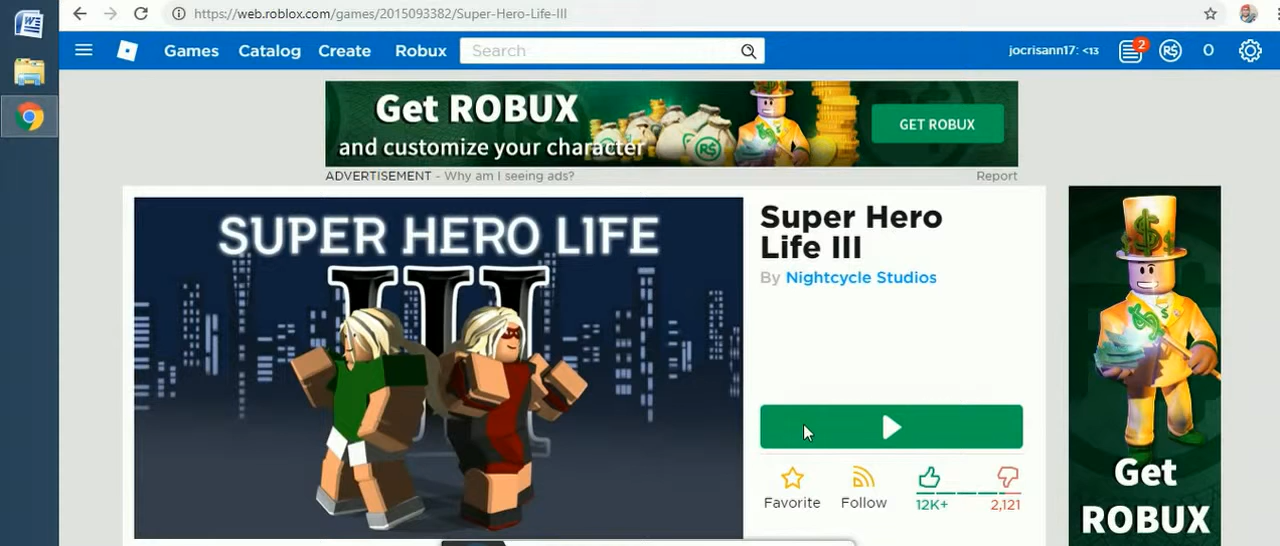 https://web.roblox.com/games/2015093382/Super-Hero-Life-III
Games Catalog Create Robux Search jocrisann17: <13 2 R$ 0
Get ROBUX
and customize your character
R$
GET ROBUX
ADVERTISEMENT - Why am I seeing ads? Report
SUPER HERO LIFE
III
Super Hero
Life III
By Nightcycle Studios
Favorite Follow 12K+ 2,121
Get
ROBUX